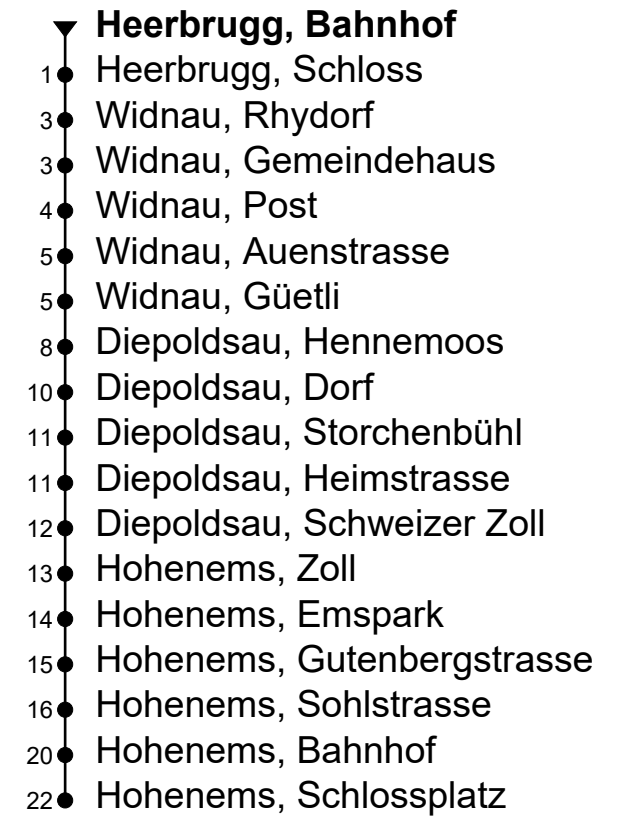 Heerbrugg, Bahnhof
1 Heerbrugg, Schloss
3 Widnau, Rhydorf
3 Widnau, Gemeindehaus
4 Widnau, Post
5 Widnau, Auenstrasse
5 Widnau, Güetli
8 Diepoldsau, Hennemoos
10 Diepoldsau, Dorf
11 Diepoldsau, Storchenbühl
11 Diepoldsau, Heimstrasse
12 Diepoldsau, Schweizer Zoll
13 Hohenems, Zoll
14 Hohenems, Emspark
15 Hohenems, Gutenbergstrasse
16 Hohenems, Sohlstrasse
20 Hohenems, Bahnhof
22 Hohenems, Schlossplatz